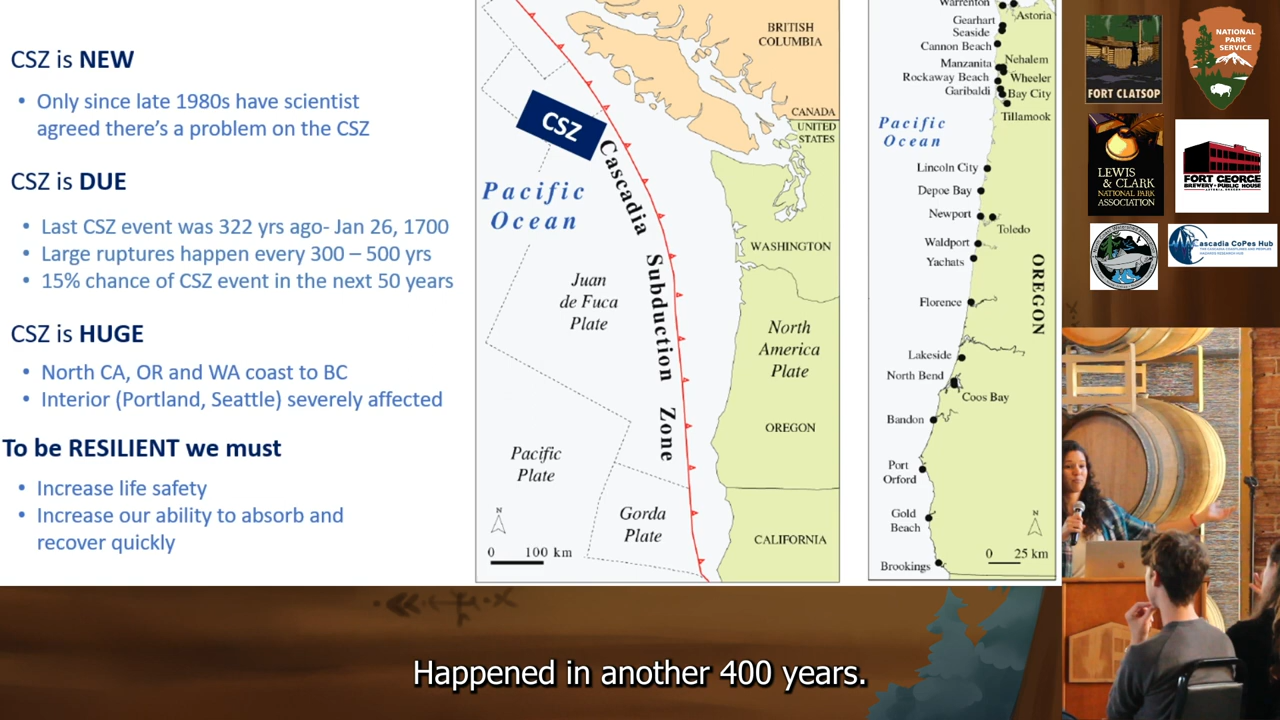 CSZ is NEW
• Only since late 1980s have scientist
agreed there's a problem on the CSZ
CSZ is DUE
• Last CSZ event was 322 yrs ago- Jan 26, 1700
• Large ruptures happen every 300 – 500 yrs
• 15% chance of CSZ event in the next 50 years
CSZ is HUGE
• North CA, OR and WA coast to BC
• Interior (Portland, Seattle) severely affected
To be RESILIENT we must
• Increase life safety
• Increase our ability to absorb and
recover quickly
BRITISH
COLUMBIA
CANADA
UNITED
STATES
CSZ
Cascadia Subduction Zone
Pacific
Ocean
WASHINGTON
Juan
de Fuca
Plate
North
America
Plate
OREGON
Pacific
Plate
Gorda
Plate
CALIFORNIA
N
0 100 km
Warrenton
Astoria
Gearhart
Seaside
Cannon Beach
Manzanita
Nehalem
Rockaway Beach
Wheeler
Garibaldi
Bay City
Tillamook
Pacific
Ocean
Lincoln City
Depoe Bay
Newport
Toledo
Waldport
Yachats
OREGON
Florence
Lakeside
North Bend
Coos Bay
Bandon
Port
Orford
Gold
Beach
Brookings
N
0 25 km
FORT CLATSOP
NATIONAL
PARK
SERVICE
LEWIS
& CLARK
NATIONAL PARK
ASSOCIATION
FORT GEORGE
BREWERY + PUBLIC HOUSE
Cascadia CoPes Hub
Happened in another 400 years.